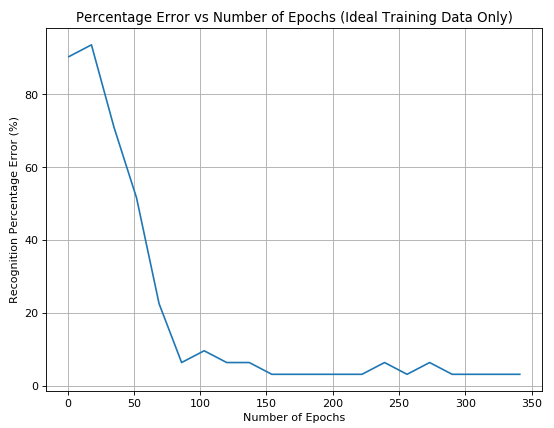 Percentage Error vs Number of Epochs (Ideal Training Data Only)
Recognition Percentage Error (%)
80
60
40
20
0
0 50 100 150 200 250 300 350
Number of Epochs